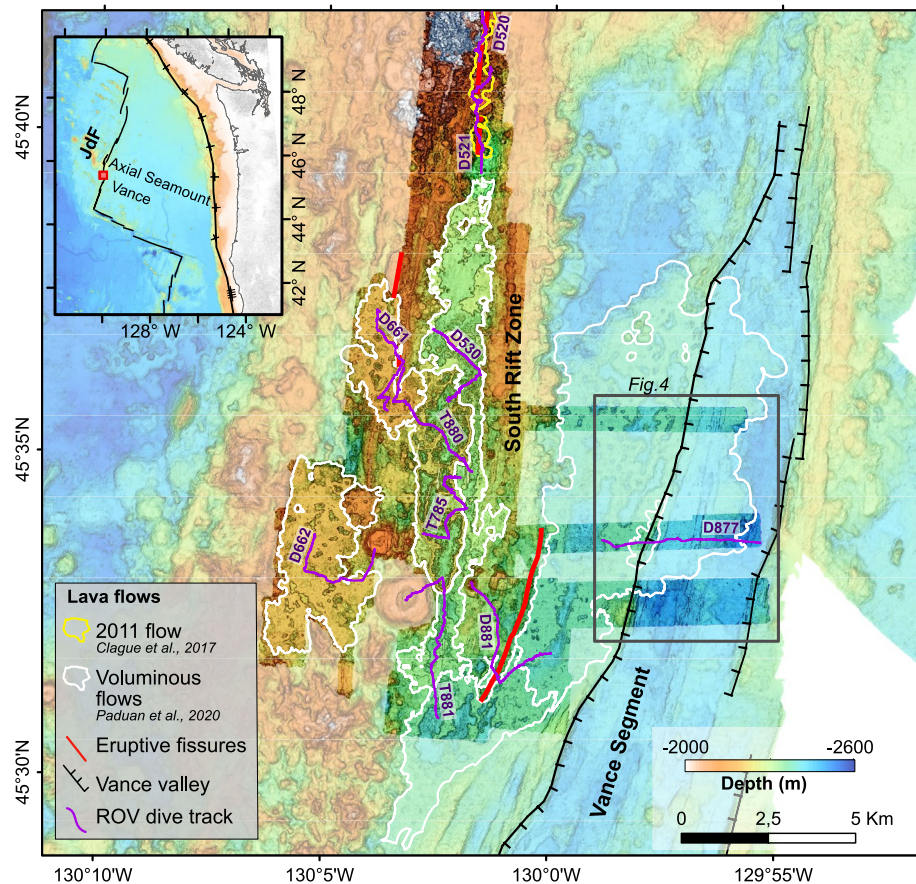 D520
48° N
46° N
44° N
42° N
JdF
Axial Seamount
Vance
128° W
124° W
45°40'N
45°35'N
45°30'N
D521
D661
D530
T880
T785
D662
D881
T881
D877
South Rift Zone
Fig.4
Vance Segment
Lava flows
2011 flow
Clague et al., 2017
Voluminous
flows
Paduan et al., 2020
Eruptive fissures
Vance valley
ROV dive track
-2000 -2600
Depth (m)
0 2,5 5 Km
130°10'W 130°5'W 130°0'W 129°55'W